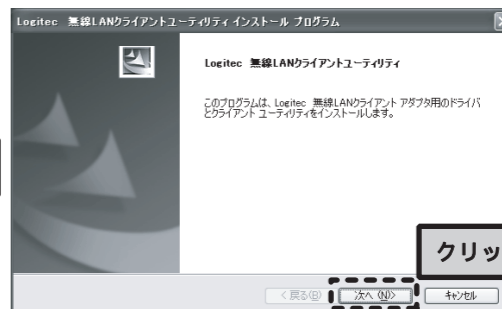 Logitec 無線LANクライアントユーティリティ インストール プログラム
Logitec 無線LANクライアントユーティリティ
このプログラムは、Logitec 無線LANクライアント アダプタ用のドライバ
とクライアント ユーティリティをインストールします。
クリッ
< 戻る(B)
次へ (N)>
キャンセル